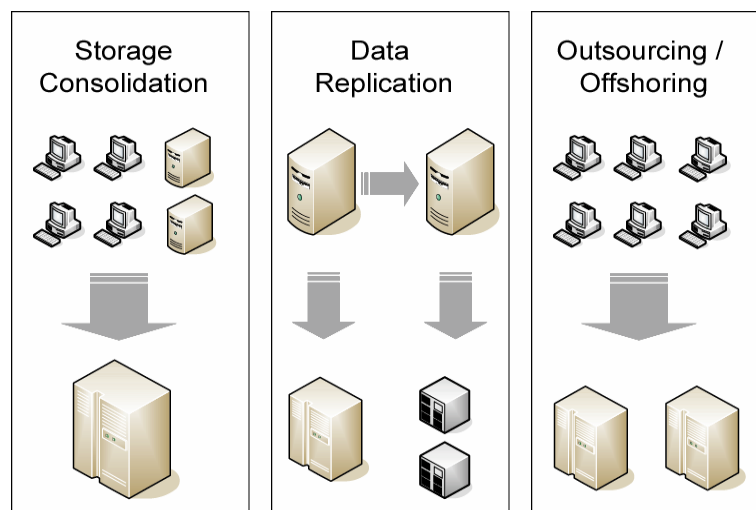 Storage
Consolidation
Data
Replication
Outsourcing /
Offshoring